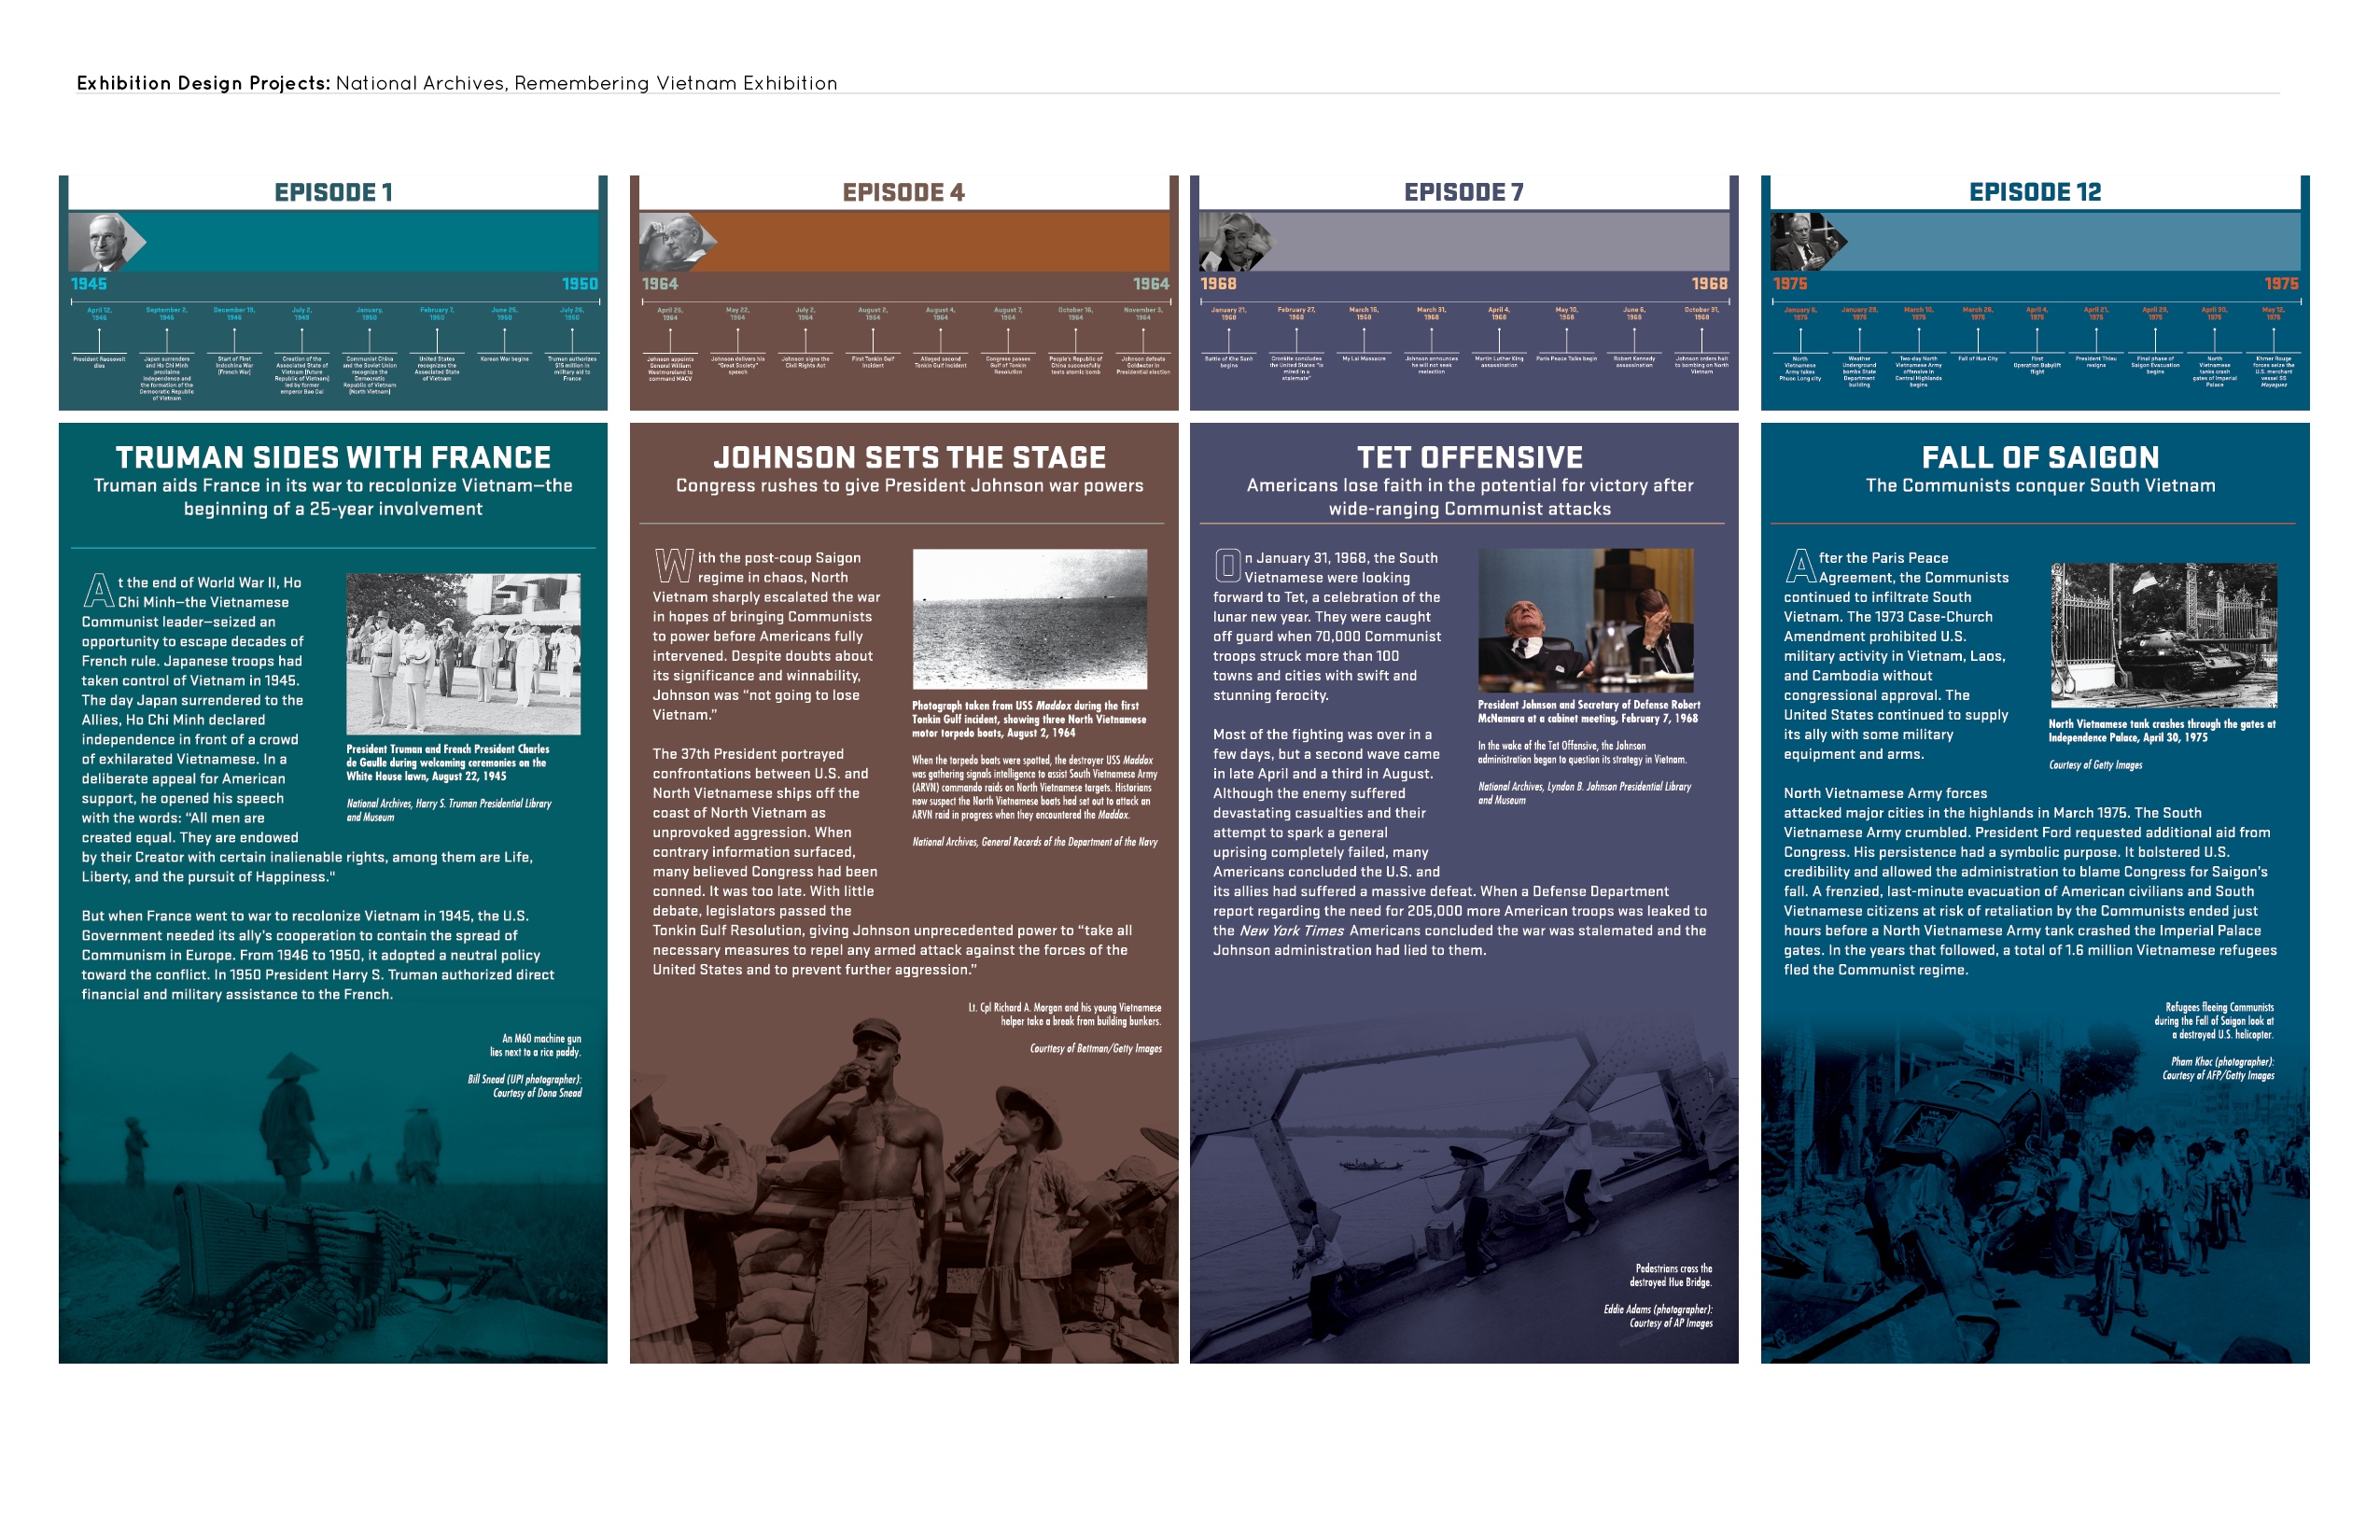 Exhibition Design Projects: National Archives, Remembering Vietnam Exhibition
EPISODE 1
1945
1950
April 12,
1945
President Roosevelt
dies
September 2,
1945
Japan surrenders
and Ho Chi Minh
proclaims
independence and
the formation of the
Democratic Republic
of Vietnam
December 19,
1946
Start of First
Indochina War
(French War)
July 2,
1949
Creation of the
Associated State of
Vietnam (future
Republic of Vietnam)
led by former
emperor Bao Dai
January,
1950
Communist China
and the Soviet Union
recognize the
Democratic
Republic of Vietnam
(North Vietnam)
February 7,
1950
United States
recognizes the
Associated State
of Vietnam
June 25,
1950
Korean War begins
July 26,
1950
Truman authorizes
$15 million in
military aid to
France
TRUMAN SIDES WITH FRANCE
Truman aids France in its war to recolonize Vietnam—the
beginning of a 25-year involvement
At the end of World War II, Ho
Chi Minh—the Vietnamese
Communist leader—seized an
opportunity to escape decades of
French rule. Japanese troops had
taken control of Vietnam in 1945.
The day Japan surrendered to the
Allies, Ho Chi Minh declared
independence in front of a crowd
of exhilarated Vietnamese. In a
deliberate appeal for American
support, he opened his speech
with the words: “All men are
created equal. They are endowed
by their Creator with certain inalienable rights, among them are Life,
Liberty, and the pursuit of Happiness."
But when France went to war to recolonize Vietnam in 1945, the U.S.
Government needed its ally’s cooperation to contain the spread of
Communism in Europe. From 1946 to 1950, it adopted a neutral policy
toward the conflict. In 1950 President Harry S. Truman authorized direct
financial and military assistance to the French.
President Truman and French President Charles
de Gaulle during welcoming ceremonies on the
White House lawn, August 22, 1945
National Archives, Harry S. Truman Presidential Library
and Museum
An M60 machine gun
lies next to a rice paddy.
Bill Snead (UPI photographer):
Courtesy of Dona Snead
EPISODE 4
1964
1964
April 25,
1964
Johnson appoints
General William
Westmoreland to
command MACV
May 22,
1964
Johnson delivers his
“Great Society”
speech
July 2,
1964
Johnson signs the
Civil Rights Act
August 2,
1964
First Tonkin Gulf
Incident
August 4,
1964
Alleged second
Tonkin Gulf Incident
August 7,
1964
Congress passes
Gulf of Tonkin
Resolution
October 16,
1964
People’s Republic of
China successfully
tests atomic bomb
November 3,
1964
Johnson defeats
Goldwater in
Presidential election
JOHNSON SETS THE STAGE
Congress rushes to give President Johnson war powers
With the post-coup Saigon
regime in chaos, North
Vietnam sharply escalated the war
in hopes of bringing Communists
to power before Americans fully
intervened. Despite doubts about
its significance and winnability,
Johnson was “not going to lose
Vietnam.”
The 37th President portrayed
confrontations between U.S. and
North Vietnamese ships off the
coast of North Vietnam as
unprovoked aggression. When
contrary information surfaced,
many believed Congress had been
conned. It was too late. With little
debate, legislators passed the
Tonkin Gulf Resolution, giving Johnson unprecedented power to “take all
necessary measures to repel any armed attack against the forces of the
United States and to prevent further aggression.”
Photograph taken from USS Maddox during the first
Tonkin Gulf incident, showing three North Vietnamese
motor torpedo boats, August 2, 1964
When the torpedo boats were spotted, the destroyer USS Maddox
was gathering signals intelligence to assist South Vietnamese Army
(ARVN) commando raids on North Vietnamese targets. Historians
now suspect the North Vietnamese boats had set out to attack an
ARVN raid in progress when they encountered the Maddox.
National Archives, General Records of the Department of the Navy
Lt. Cpl Richard A. Morgan and his young Vietnamese
helper take a break from building bunkers.
Courttesy of Bettman/Getty Images
EPISODE 7
1968
1968
January 21,
1968
Battle of Khe Sanh
begins
February 27,
1968
Cronkite concludes
the United States “is
mired in a
stalemate”
March 16,
1968
My Lai Massacre
March 31,
1968
Johnson announces
he will not seek
reelection
April 4,
1968
Martin Luther King
assassination
May 10,
1968
Paris Peace Talks begin
June 6,
1968
Robert Kennedy
assassination
October 31,
1968
Johnson orders halt
to bombing on North
Vietnam
TET OFFENSIVE
Americans lose faith in the potential for victory after
wide-ranging Communist attacks
On January 31, 1968, the South
Vietnamese were looking
forward to Tet, a celebration of the
lunar new year. They were caught
off guard when 70,000 Communist
troops struck more than 100
towns and cities with swift and
stunning ferocity.
Most of the fighting was over in a
few days, but a second wave came
in late April and a third in August.
Although the enemy suffered
devastating casualties and their
attempt to spark a general
uprising completely failed, many
Americans concluded the U.S. and
its allies had suffered a massive defeat. When a Defense Department
report regarding the need for 205,000 more American troops was leaked to
the New York Times Americans concluded the war was stalemated and the
Johnson administration had lied to them.
President Johnson and Secretary of Defense Robert
McNamara at a cabinet meeting, February 7, 1968
In the wake of the Tet Offensive, the Johnson
administration began to question its strategy in Vietnam.
National Archives, Lyndon B. Johnson Presidential Library
and Museum
Pedestrians cross the
destroyed Hue Bridge.
Eddie Adams (photographer):
Courtesy of AP Images
EPISODE 12
1975
1975
January 6,
1975
North
Vietnamese
Army takes
Phuoc Long city
January 29,
1975
Weather
Underground
bombs State
Department
building
March 10,
1975
Two-day North
Vietnamese Army
offensive in
Central Highlands
begins
March 26,
1975
Fall of Hue City
April 4,
1975
First
Operation Babylift
flight
April 21,
1975
President Thieu
resigns
April 29,
1975
Final phase of
Saigon Evacuation
begins
April 30,
1975
North
Vietnamese
tanks crash
gates of Imperial
Palace
May 12,
1975
Khmer Rouge
forces seize the
U.S. merchant
vessel SS
Mayaguez
FALL OF SAIGON
The Communists conquer South Vietnam
After the Paris Peace
Agreement, the Communists
continued to infiltrate South
Vietnam. The 1973 Case-Church
Amendment prohibited U.S.
military activity in Vietnam, Laos,
and Cambodia without
congressional approval. The
United States continued to supply
its ally with some military
equipment and arms.
North Vietnamese Army forces
attacked major cities in the highlands in March 1975. The South
Vietnamese Army crumbled. President Ford requested additional aid from
Congress. His persistence had a symbolic purpose. It bolstered U.S.
credibility and allowed the administration to blame Congress for Saigon’s
fall. A frenzied, last-minute evacuation of American civilians and South
Vietnamese citizens at risk of retaliation by the Communists ended just
hours before a North Vietnamese Army tank crashed the Imperial Palace
gates. In the years that followed, a total of 1.6 million Vietnamese refugees
fled the Communist regime.
North Vietnamese tank crashes through the gates at
Independence Palace, April 30, 1975
Courtesy of Getty Images
Refugees fleeing Communists
during the Fall of Saigon look at
a destroyed U.S. helicopter.
Pham Khoc (photographer):
Courtesy of AFP/Getty Images